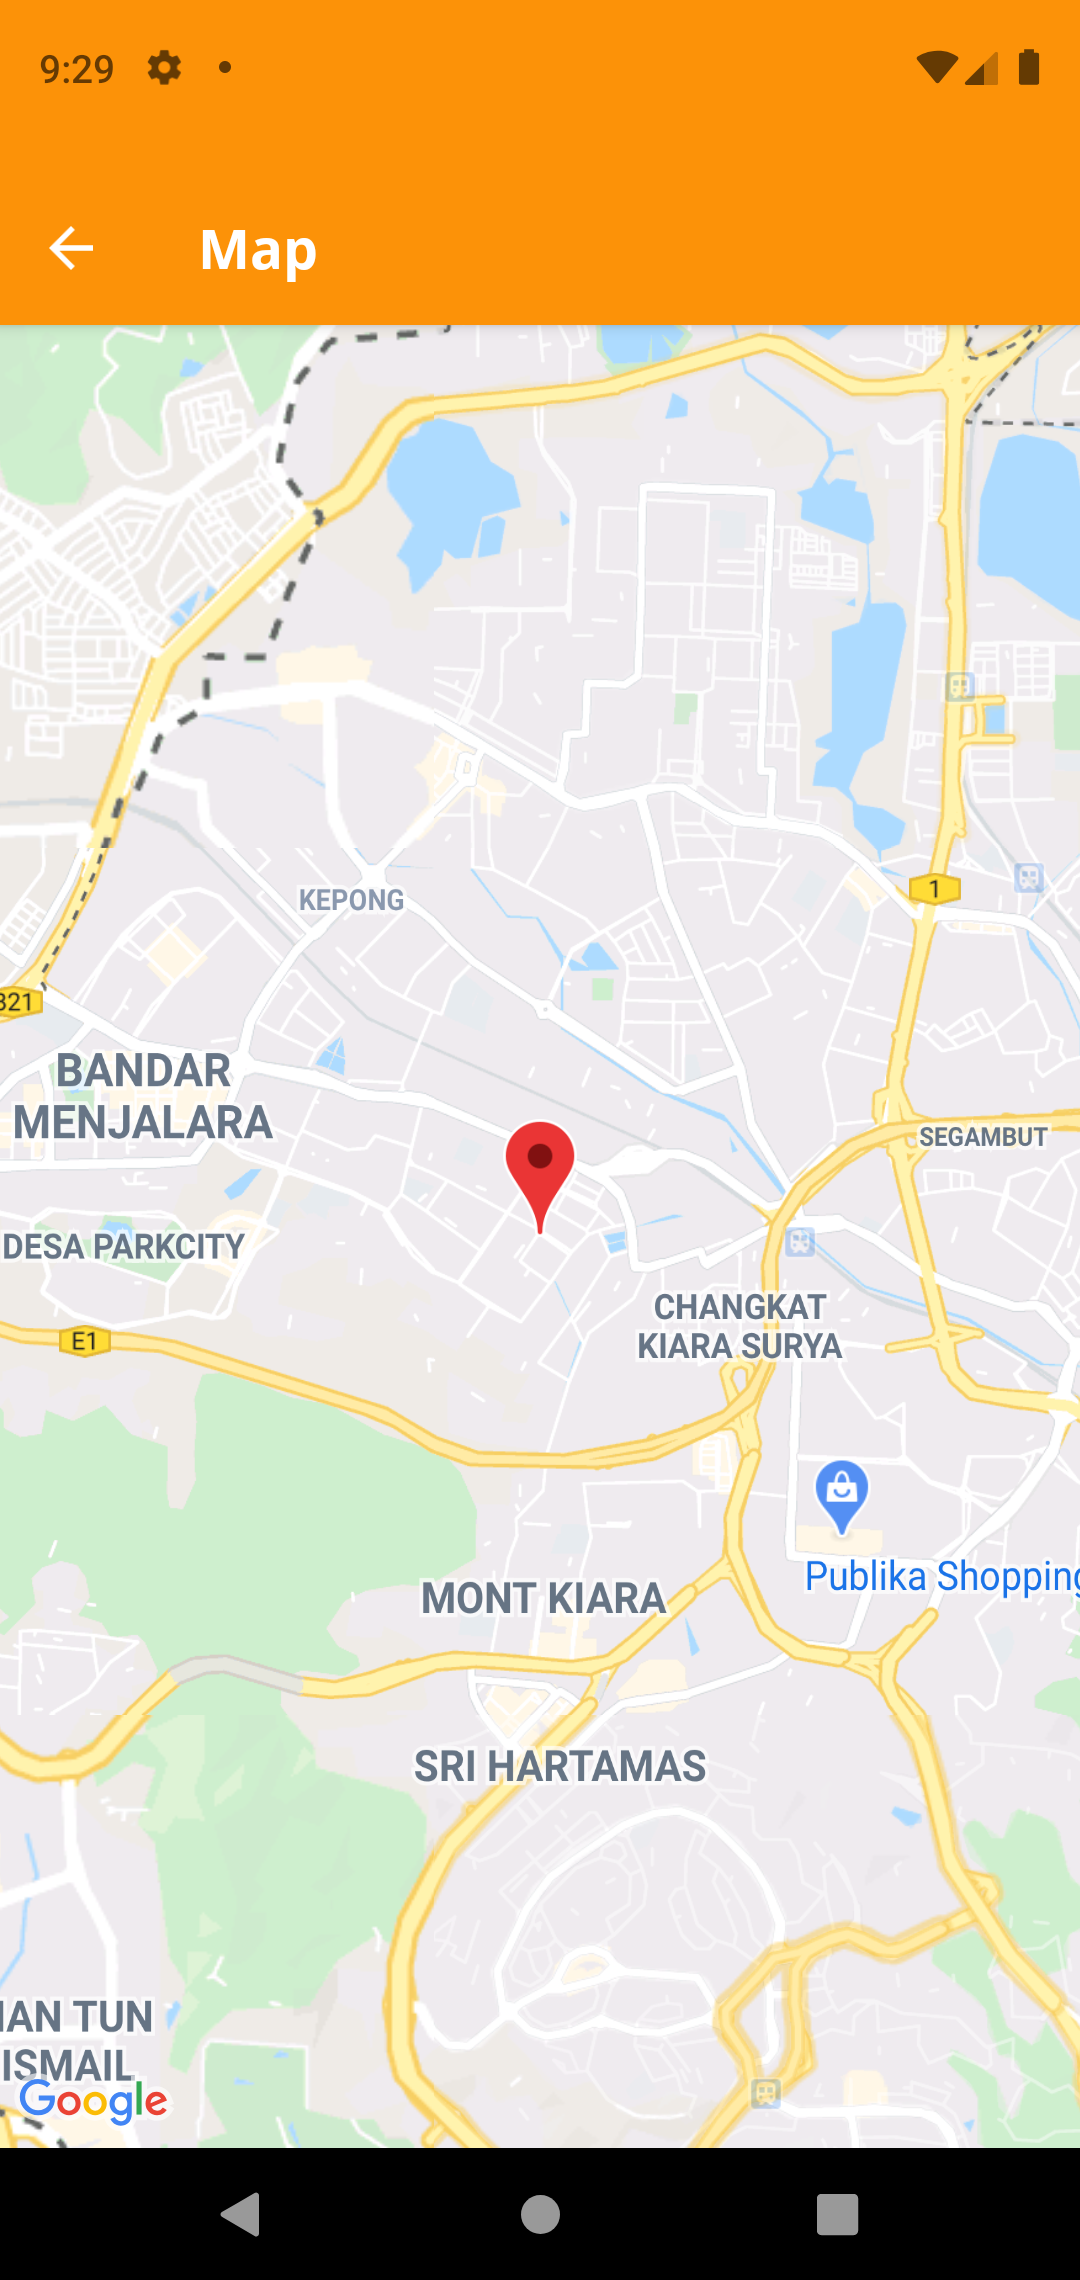 9:29
Map
KEPONG
1
321
BANDAR
MENJALARA
SEGAMBUT
DESA PARKCITY
CHANGKAT
KIARA SURYA
E1
Publika Shopping
MONT KIARA
SRI HARTAMAS
IAN TUN
ISMAIL
Google